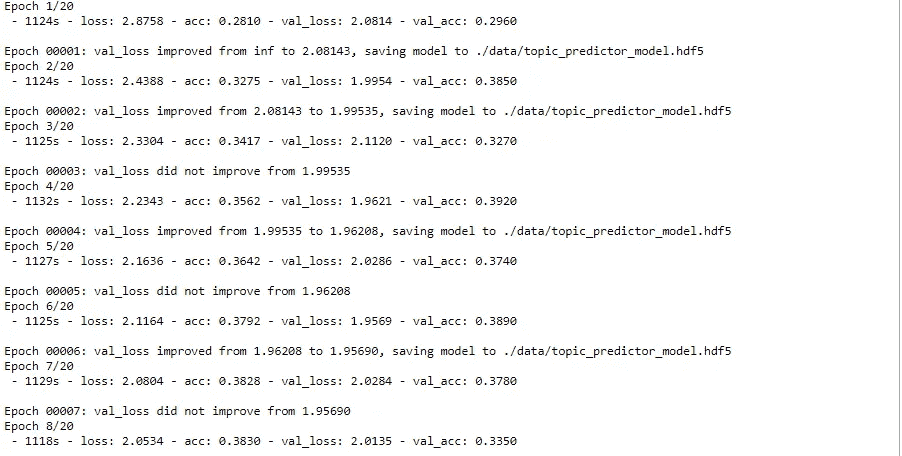 Epoch 1/20
- 1124s - loss: 2.8758 - acc: 0.2810 - val_loss: 2.0814 - val_acc: 0.2960
Epoch 00001: val_loss improved from inf to 2.08143, saving model to ./data/topic_predictor_model.hdf5
Epoch 2/20
- 1124s - loss: 2.4388 - acc: 0.3275 - val_loss: 1.9954 - val_acc: 0.3850
Epoch 00002: val_loss improved from 2.08143 to 1.99535, saving model to ./data/topic_predictor_model.hdf5
Epoch 3/20
- 1125s - loss: 2.3304 - acc: 0.3417 - val_loss: 2.1120 - val_acc: 0.3270
Epoch 00003: val_loss did not improve from 1.99535
Epoch 4/20
- 1132s - loss: 2.2343 - acc: 0.3562 - val_loss: 1.9621 - val_acc: 0.3920
Epoch 00004: val_loss improved from 1.99535 to 1.96208, saving model to ./data/topic_predictor_model.hdf5
Epoch 5/20
- 1127s - loss: 2.1636 - acc: 0.3642 - val_loss: 2.0286 - val_acc: 0.3740
Epoch 00005: val_loss did not improve from 1.96208
Epoch 6/20
- 1125s - loss: 2.1164 - acc: 0.3792 - val_loss: 1.9569 - val_acc: 0.3890
Epoch 00006: val_loss improved from 1.96208 to 1.95690, saving model to ./data/topic_predictor_model.hdf5
Epoch 7/20
- 1129s - loss: 2.0804 - acc: 0.3828 - val_loss: 2.0284 - val_acc: 0.3780
Epoch 00007: val_loss did not improve from 1.95690
Epoch 8/20
- 1118s - loss: 2.0534 - acc: 0.3830 - val_loss: 2.0135 - val_acc: 0.3350